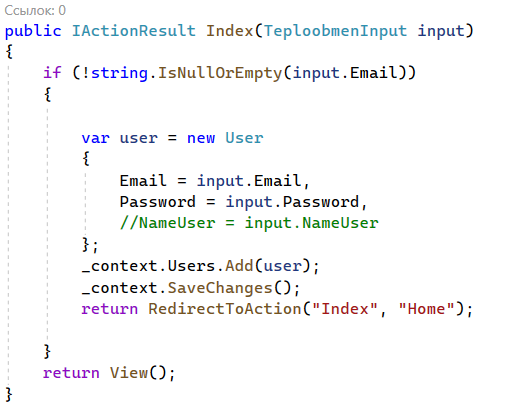 Ссылок: 0
public IActionResult Index(TeploobmenInput input)
{
if (!string.IsNullOrEmpty(input.Email))
{
var user = new User
{
Email = input.Email,
Password = input.Password,
//NameUser = input.NameUser
};
_context.Users.Add(user);
_context.SaveChanges();
return RedirectToAction("Index", "Home");
}
return View();
}